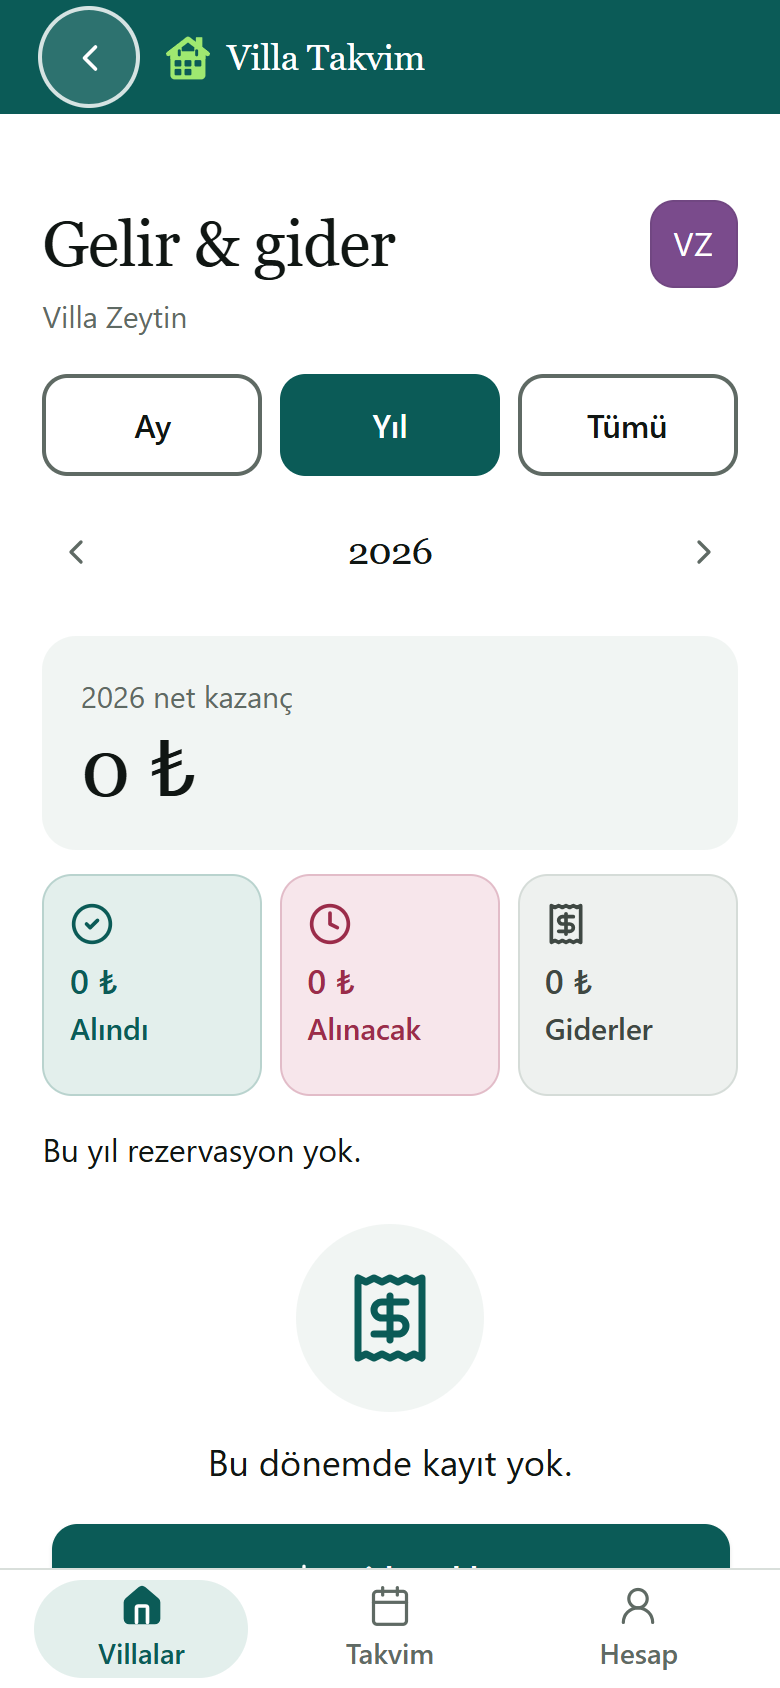 Villa Takvim
Gelir & gider
VZ
Villa Zeytin
Ay
Yıl
Tümü
2026
2026 net kazanç
0 ₺
0 ₺
Alındı
0 ₺
Alınacak
0 ₺
Giderler
Bu yıl rezervasyon yok.
Bu dönemde kayıt yok.
Villalar
Takvim
Hesap